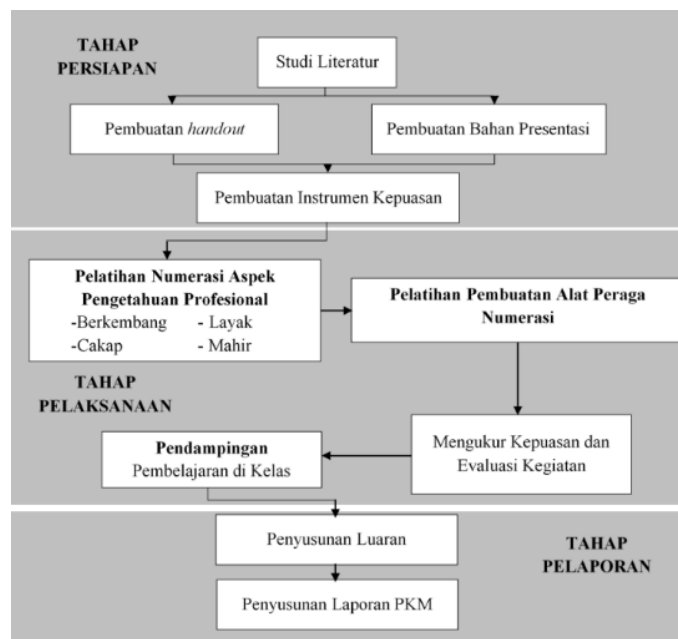 TAHAP
PERSIAPAN
Studi Literatur
Pembuatan handout
Pembuatan Bahan Presentasi
Pembuatan Instrumen Kepuasan
Pelatihan Numerasi Aspek
Pengetahuan Profesional
-Berkembang - Layak
-Cakap - Mahir
Pelatihan Pembuatan Alat Peraga
Numerasi
TAHAP
PELAKSANAAN
Mengukur Kepuasan dan
Evaluasi Kegiatan
Pendampingan
Pembelajaran di Kelas
Penyusunan Luaran
TAHAP
PELAPORAN
Penyusunan Laporan PKM